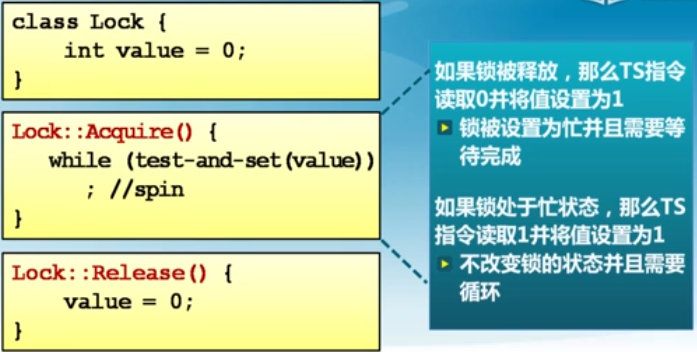 class Lock {
int value = 0;
}
Lock::Acquire() {
while (test-and-set(value))
; //spin
}
Lock::Release() {
value = 0;
}
如果锁被释放，那么TS指令
读取0并将值设置为1
锁被设置为忙并且需要等
待完成
如果锁处于忙状态，那么TS
指令读取1并将值设置为1
不改变锁的状态并且需要
循环